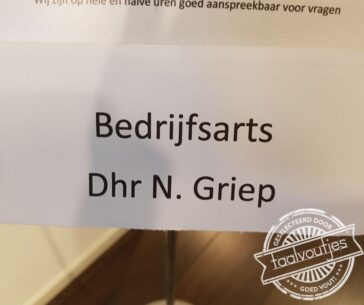 Wij zijn op hele en halve uren goed aanspreekbaar voor vragen
Bedrijfsarts
Dhr N. Griep
GESELECTEERD DOOR
taalvoutjes
GOED VOUT!